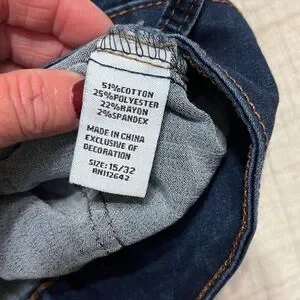 51%COTTON
25%POLYESTER
22%RAYON
2%SPANDEX
MADE IN CHINA
EXCLUSIVE OF
DECORATION
SIZE: 15/32
RN112642